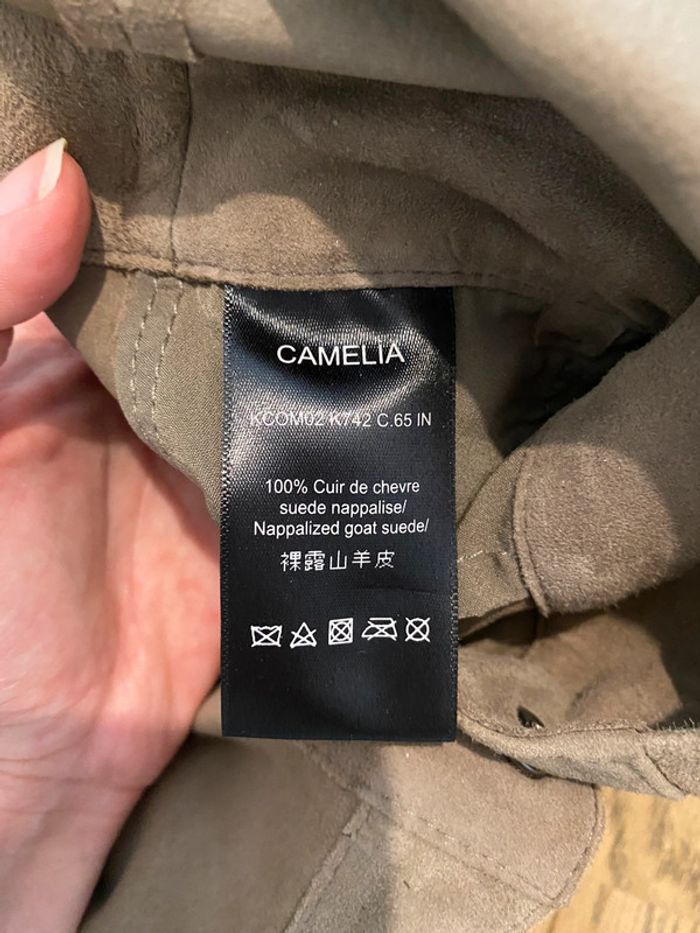 CAMELIA
KCOM02 K742 C.65 IN
100% Cuir de chevre
suede nappalise/
Nappalized goat suede/
裸露山羊皮